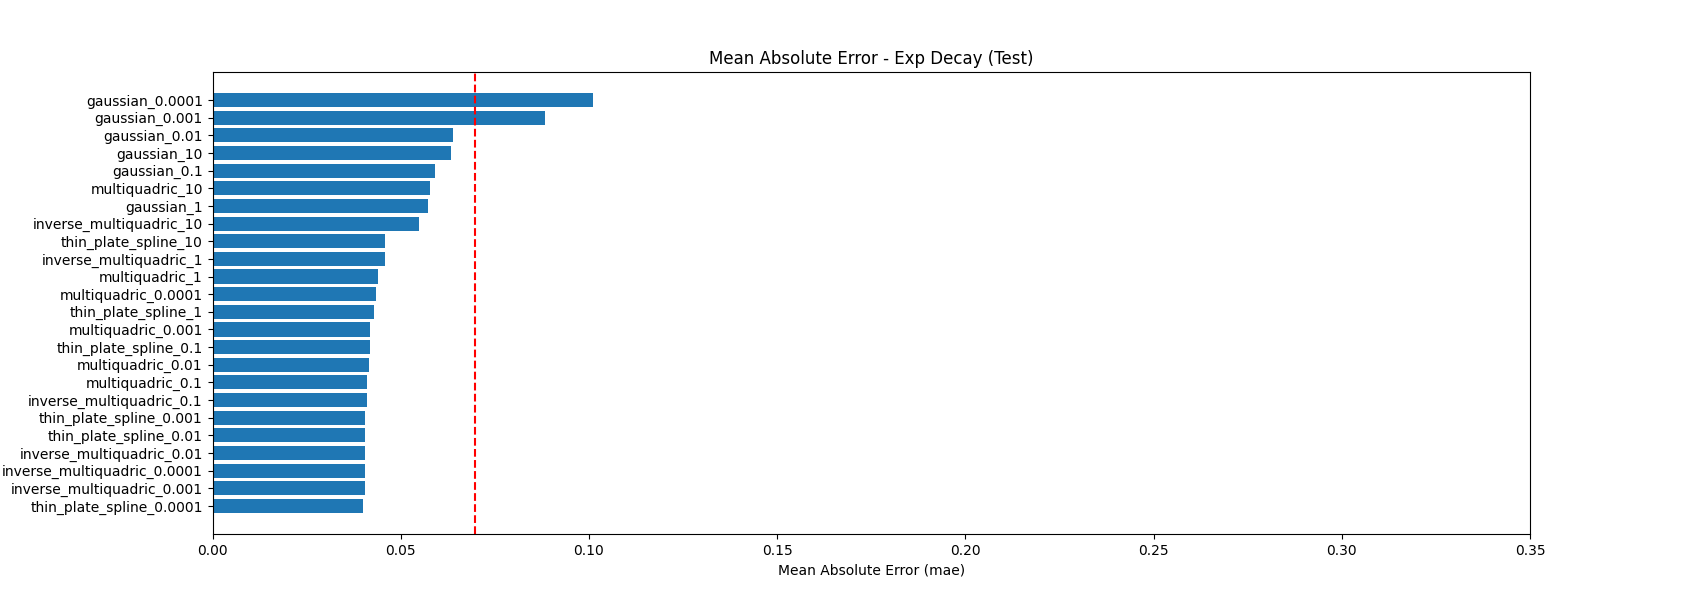 Mean Absolute Error - Exp Decay (Test)
gaussian_0.0001
gaussian_0.001
gaussian_0.01
gaussian_10
gaussian_0.1
multiquadric_10
gaussian_1
inverse_multiquadric_10
thin_plate_spline_10
inverse_multiquadric_1
multiquadric_1
multiquadric_0.0001
thin_plate_spline_1
multiquadric_0.001
thin_plate_spline_0.1
multiquadric_0.01
multiquadric_0.1
inverse_multiquadric_0.1
thin_plate_spline_0.001
thin_plate_spline_0.01
inverse_multiquadric_0.01
inverse_multiquadric_0.0001
inverse_multiquadric_0.001
thin_plate_spline_0.0001
0.00 0.05 0.10 0.15 0.20 0.25 0.30 0.35
Mean Absolute Error (mae)